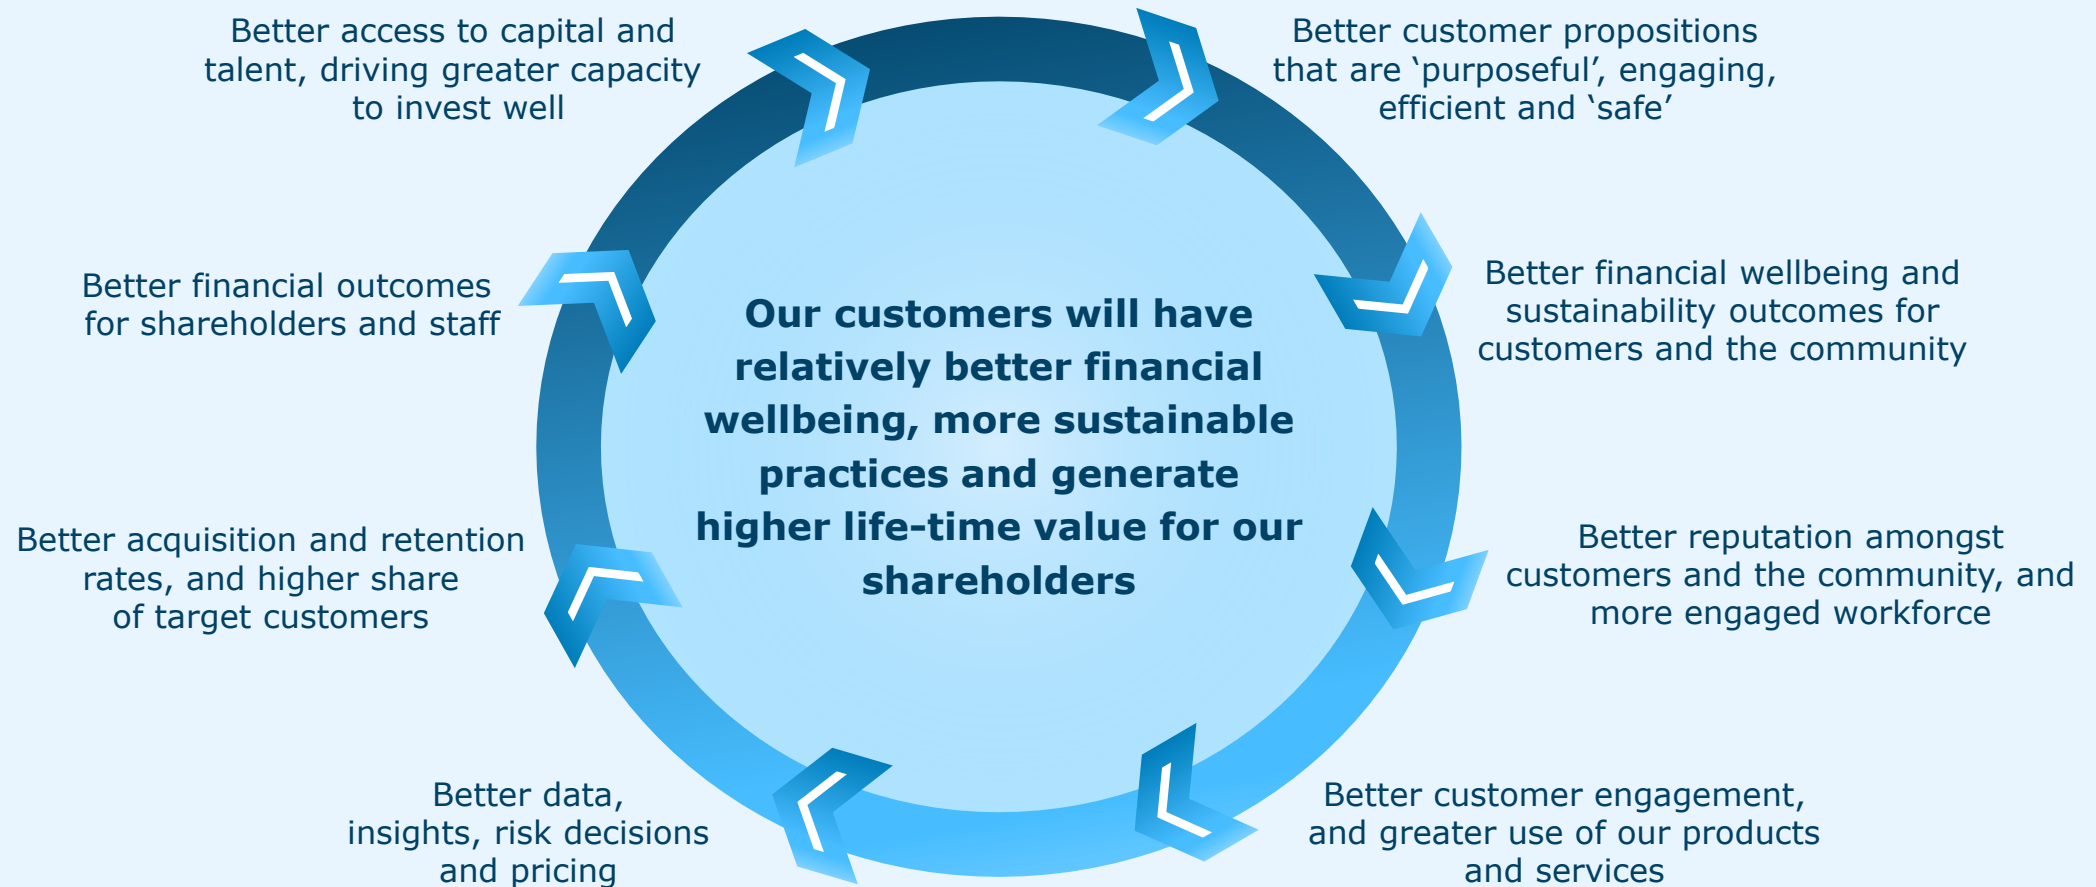 Better access to capital and
talent, driving greater capacity
to invest well
Better customer propositions
that are ‘purposeful’, engaging,
efficient and ‘safe’
Better financial outcomes
for shareholders and staff
Better financial wellbeing and
sustainability outcomes for
customers and the community
Our customers will have
relatively better financial
wellbeing, more sustainable
practices and generate
higher life-time value for our
shareholders
Better acquisition and retention
rates, and higher share
of target customers
Better reputation amongst
customers and the community, and
more engaged workforce
Better data,
insights, risk decisions
and pricing
Better customer engagement,
and greater use of our products
and services